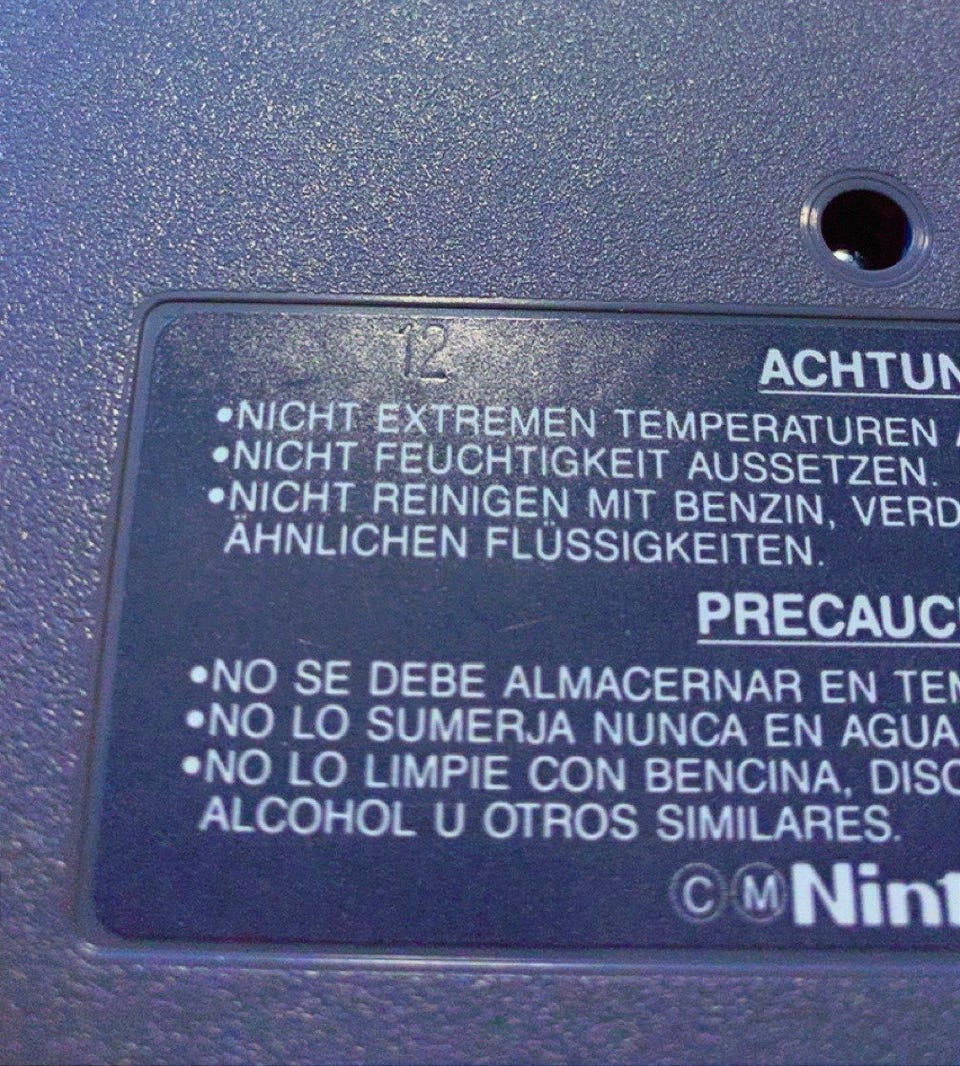 12
ACHTUN
•NICHT EXTREMEN TEMPERATUREN
•NICHT FEUCHTIGKEIT AUSSETZEN.
•NICHT REINIGEN MIT BENZIN, VERD
ÄHNLICHEN FLÜSSIGKEITEN.
PRECAUC
•NO SE DEBE ALMACERNAR EN TEM
•NO LO SUMERJA NUNCA EN AGUA
•NO LO LIMPIE CON BENCINA, DISO
ALCOHOL U OTROS SIMILARES.
Ⓒ Ⓜ Nint